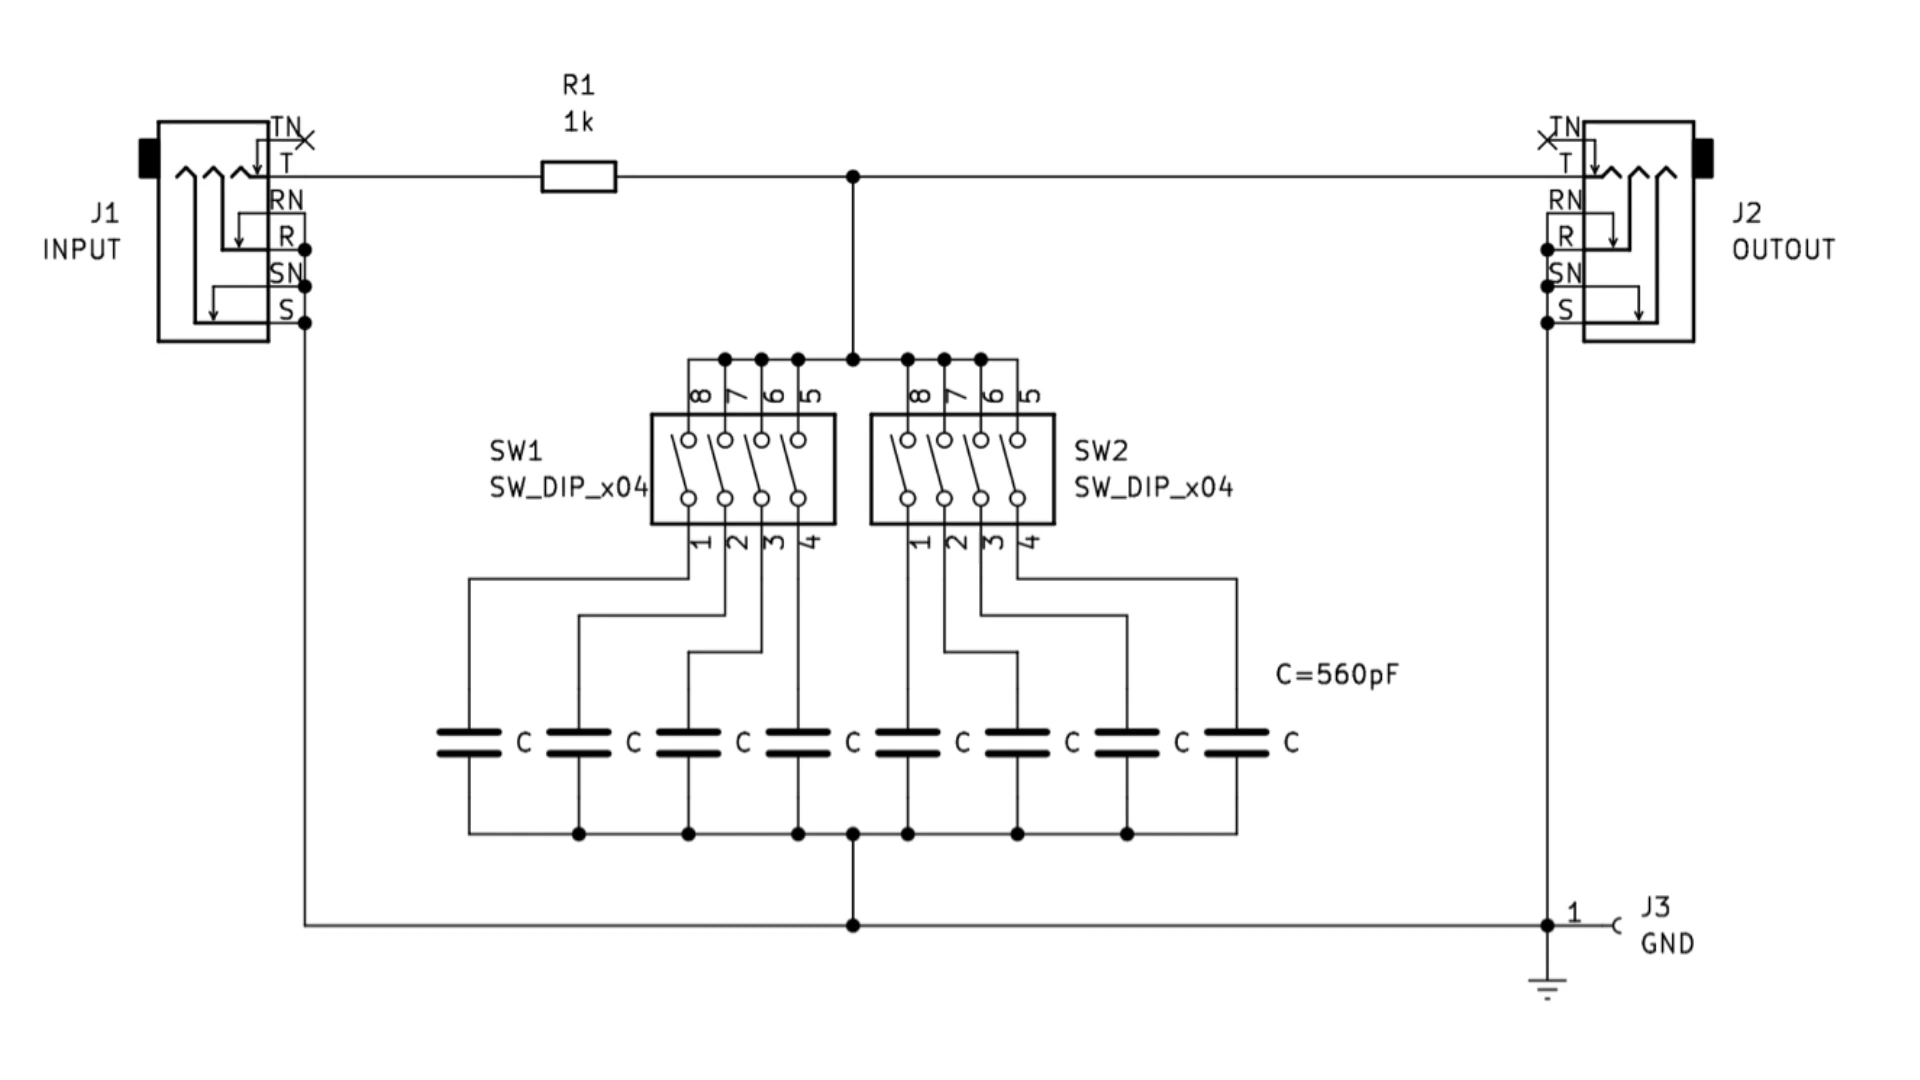 R1
1k
TN
T
RN
R
SN
S
J1
INPUT
TN
T
RN
R
SN
S
J2
OUTOUT
8 7 6 5
8 7 6 5
SW1
SW_DIP_x04
SW2
SW_DIP_x04
1 2 3 4
1 2 3 4
C=560pF
C C C C C C C C
1
J3
GND